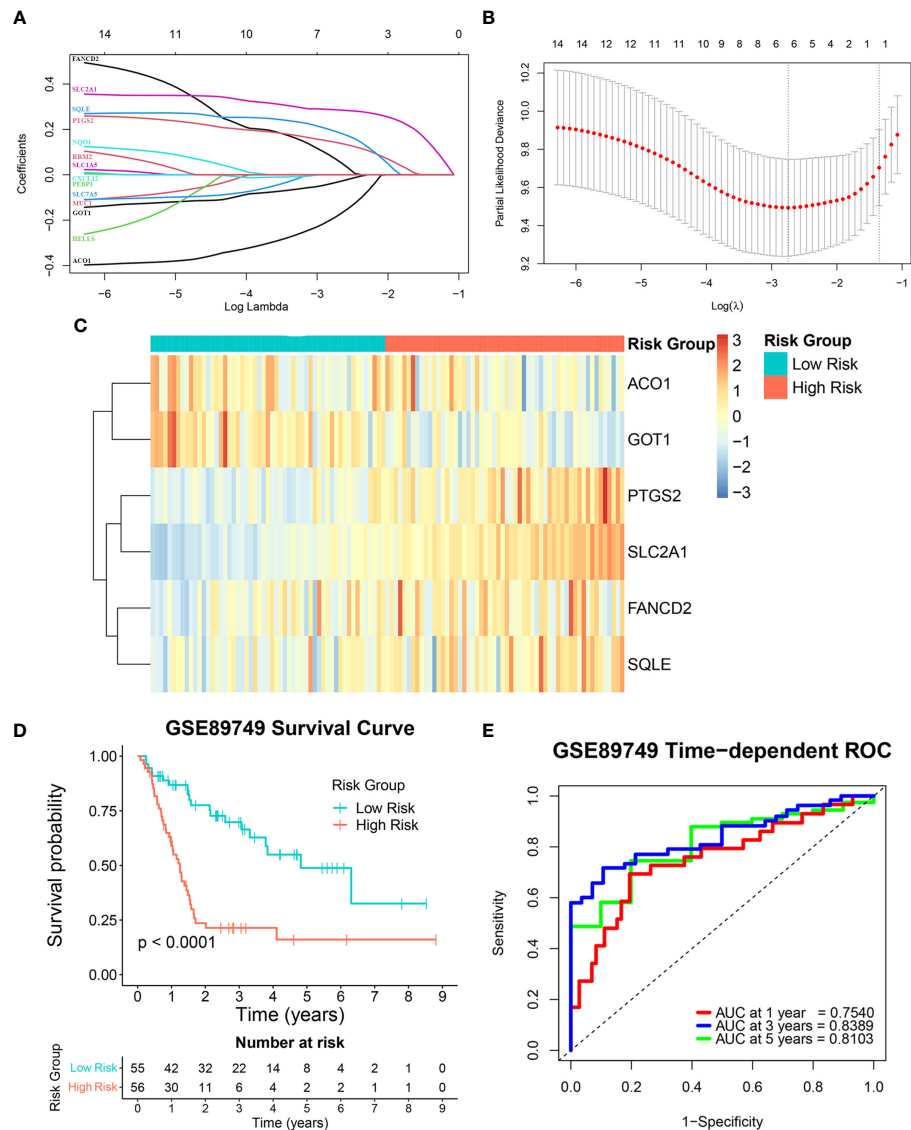 A
14 11 10 7 3 0
FANCD2
SLC2A1
SQLE
PTGS2
NQO1
RRM2
SLC1A5
CXCL12
PEBP1
SLC7A5
MUC1
GOT1
HELLS
ACO1
0.4
0.2
0.0
−0.2
−0.4
Coefficients
−6 −5 −4 −3 −2 −1
Log Lambda
B
14 14 12 12 11 11 10 9 8 8 6 6 5 4 2 1 1
10.2
10.0
9.8
9.6
9.4
9.2
Partial Likelihood Deviance
−6 −5 −4 −3 −2 −1
Log(λ)
C
Risk Group
ACO1
GOT1
PTGS2
SLC2A1
FANCD2
SQLE
3
2
1
0
−1
−2
−3
Risk Group
Low Risk
High Risk
D
GSE89749 Survival Curve
1.00
0.75
0.50
0.25
0.00
Survival probability
Risk Group
Low Risk
High Risk
p < 0.0001
0 1 2 3 4 5 6 7 8 9
Time (years)
Number at risk
Risk Group
Low Risk 55 42 32 22 14 8 4 2 1 0
High Risk 56 30 11 6 4 2 2 1 1 0
0 1 2 3 4 5 6 7 8 9
Time (years)
E
GSE89749 Time−dependent ROC
1.0
0.8
0.6
0.4
0.2
0.0
Sensitivity
AUC at 1 year = 0.7540
AUC at 3 years = 0.8389
AUC at 5 years = 0.8103
0.0 0.2 0.4 0.6 0.8 1.0
1−Specificity